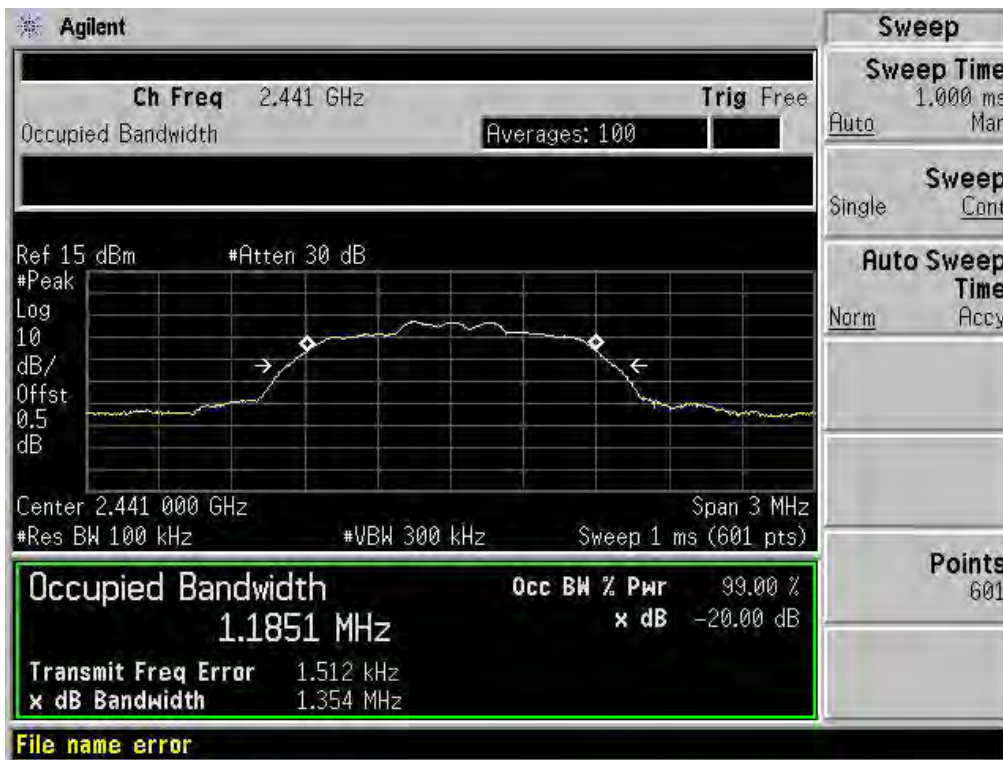 Agilent
Ch Freq 2.441 GHz Trig Free
Occupied Bandwidth Averages: 100
Ref 15 dBm #Atten 30 dB
#Peak
Log
10
dB/
Offst
0.5
dB
Center 2.441 000 GHz Span 3 MHz
#Res BW 100 kHz #VBW 300 kHz Sweep 1 ms (601 pts)
Occupied Bandwidth Occ BW % Pwr 99.00 %
1.1851 MHz x dB -20.00 dB
Transmit Freq Error 1.512 kHz
x dB Bandwidth 1.354 MHz
File name error
Sweep
Sweep Time
1.000 ms
Auto Man
Sweep
Single Cont
Auto Sweep
Time
Norm Accy
Points
601